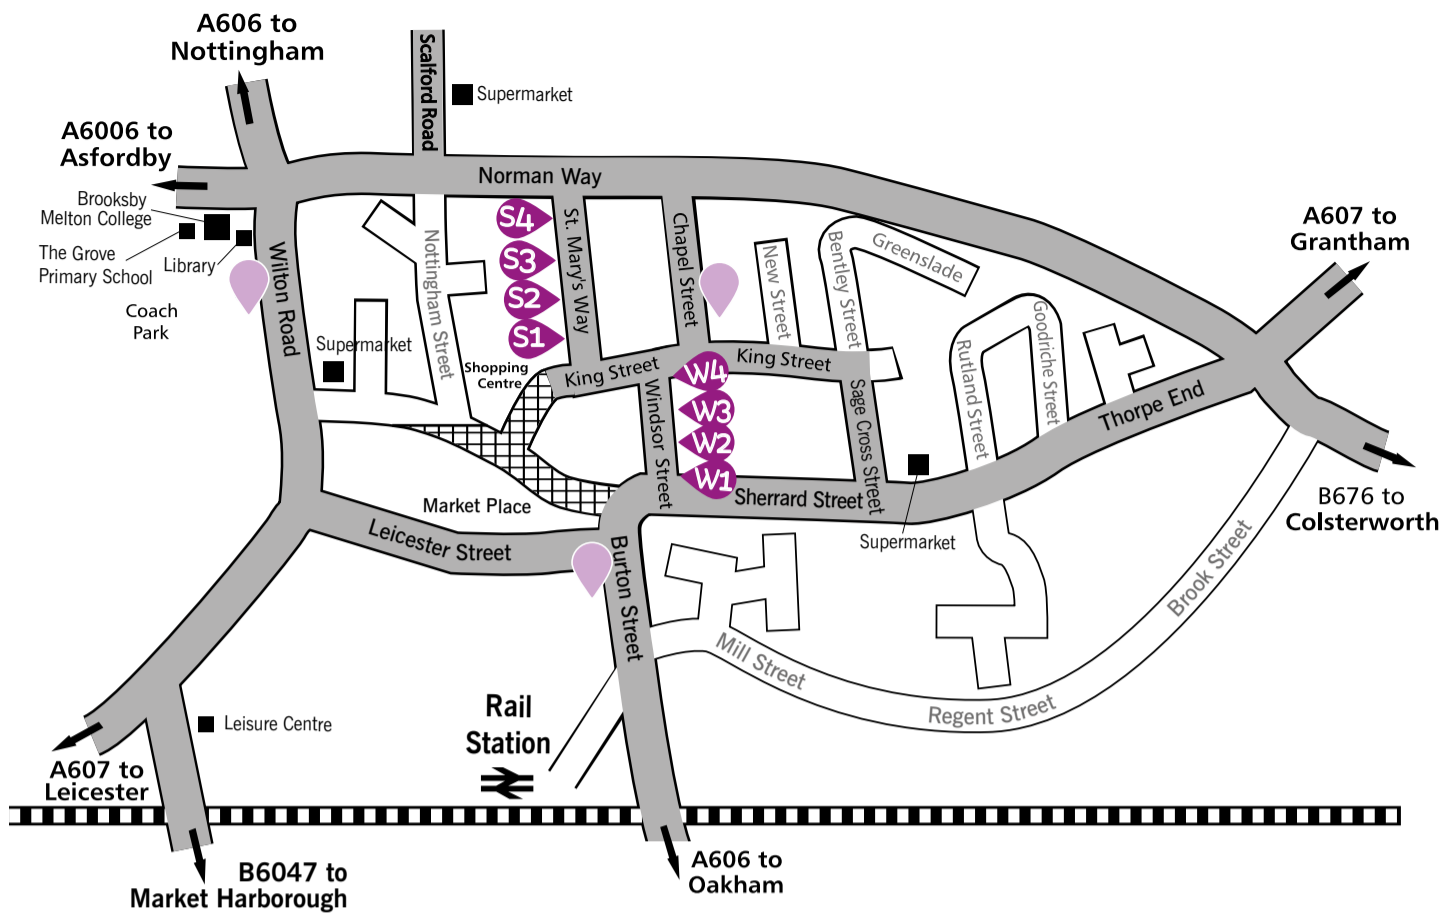 A606 to
Nottingham
Scalford Road
Supermarket
A6006 to
Asfordby
Norman Way
Brooksby
Melton College
The Grove
Primary School
Library
Coach
Park
Wilton Road
Supermarket
Nottingham Street
S4
S3
S2
S1
St. Mary's Way
Chapel Street
New Street
Bentley Street
Greenslade
A607 to
Grantham
Goodriche Street
Rutland Street
Shopping
Centre
King Street
King Street
W4
W3
W2
W1
Windsor Street
Sage Cross Street
Thorpe End
Sherrard Street
Supermarket
Market Place
Leicester Street
Burton Street
B676 to
Colsterworth
Brook Street
Mill Street
Regent Street
Rail
Station
Leisure Centre
A607 to
Leicester
B6047 to
Market Harborough
A606 to
Oakham